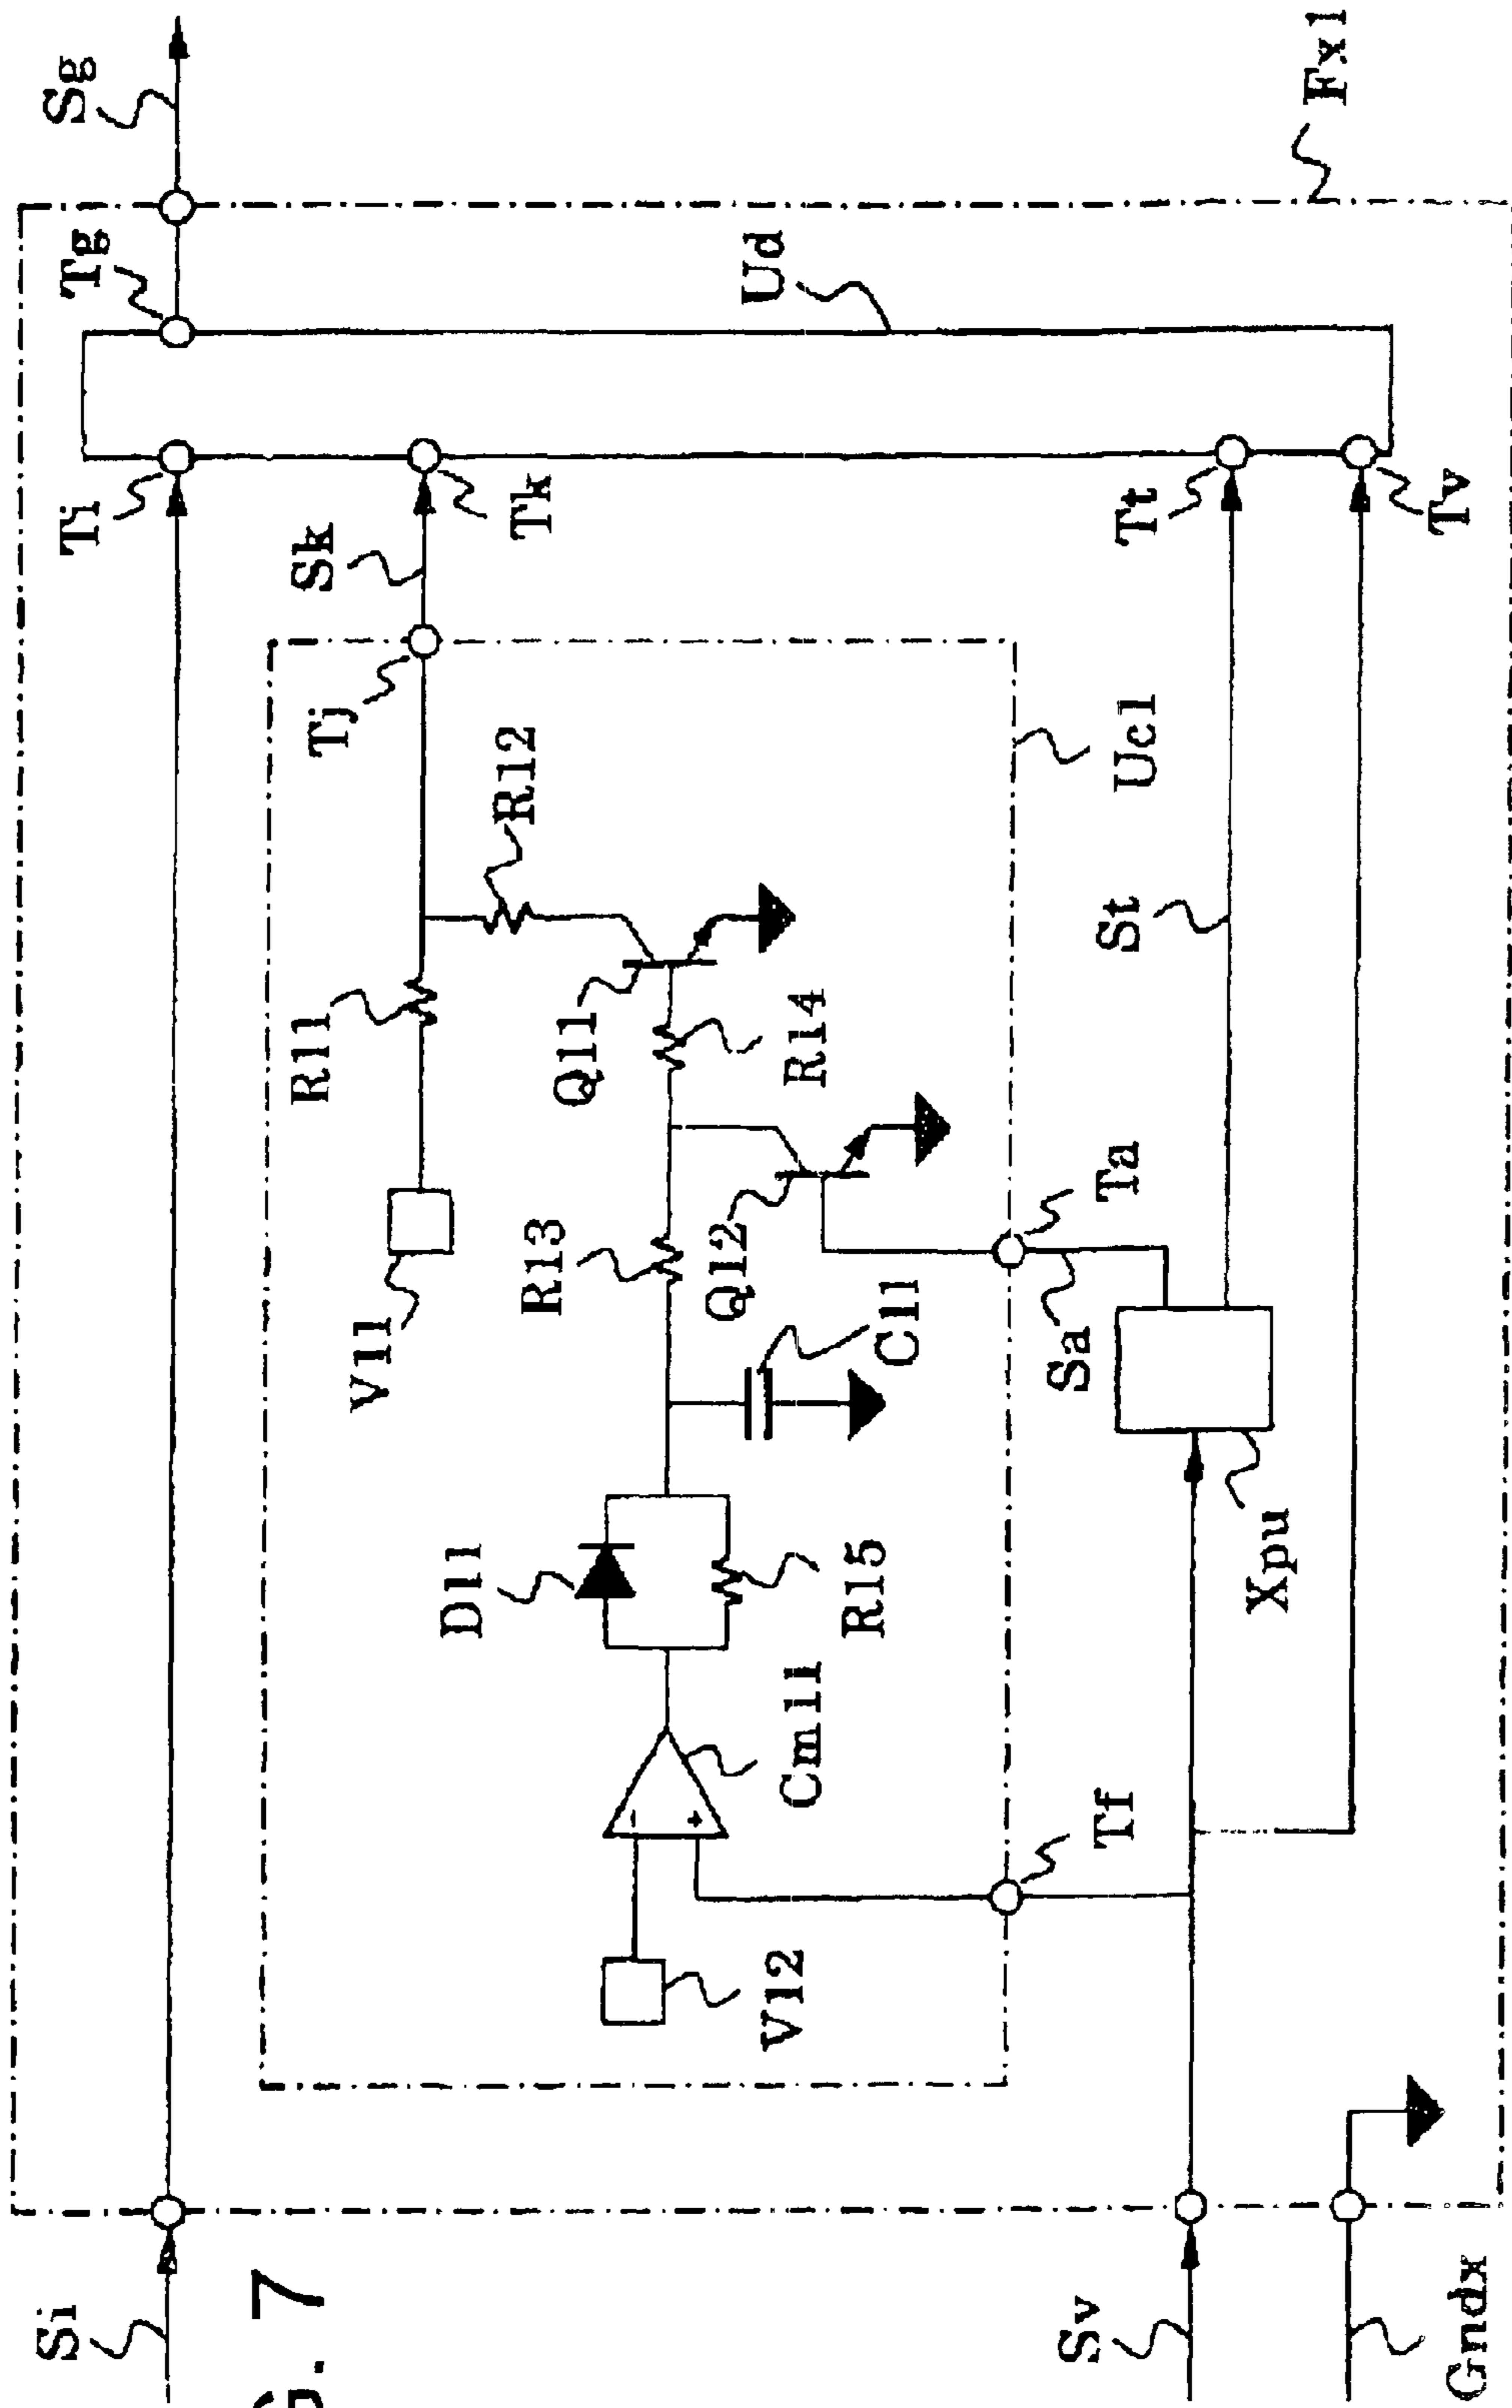 G. 7
Si
Sg
Ti
Tg
Sk
Tk
Tj
V11
R11
R12
Ud
Q11
R13
R14
D11
Q12
V12
Cm11
R15
C11
Ucl
Tf
Sa
Ta
St
Tt
Sv
Xpu
Tv
Gndx
Fx1